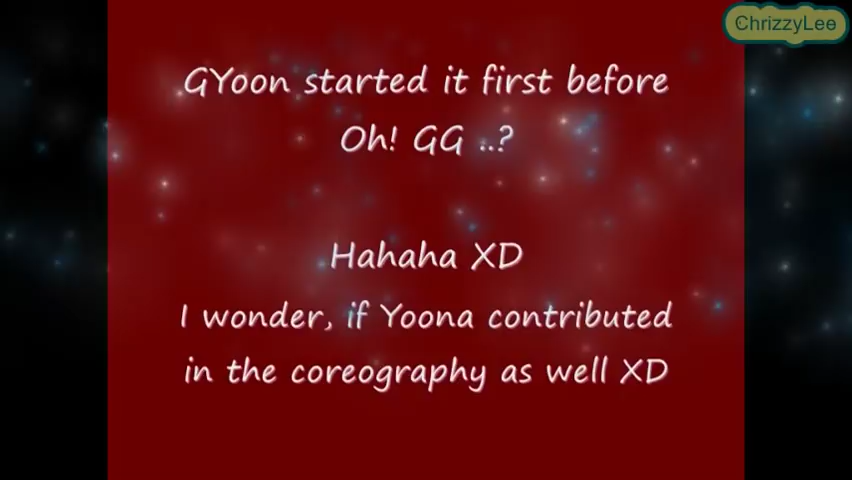 ChrizzyLee
GYoon started it first before
Oh! GG ..?
Hahaha XD
I wonder, if Yoona contributed
in the coreography as well XD